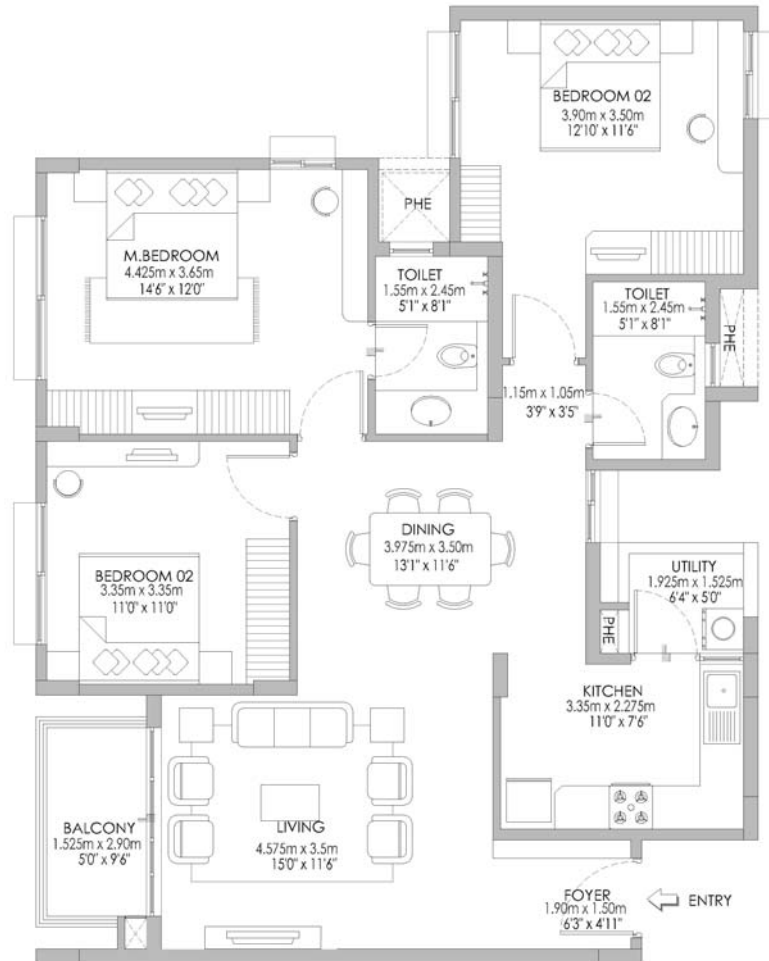 BEDROOM 02
3.90m x 3.50m
12'10' x 11'6"
PHE
M.BEDROOM
4.425m x 3.65m
14'6" x 12'0"
TOILET
1.55m x 2.45m
5'1" x 8'1"
TOILET
1.55m x 2.45m
5'1" x 8'1"
PHE
1.15m x 1.05m
3'9" x 3'5"
DINING
3.975m x 3.50m
13'1" x 11'6"
BEDROOM 02
3.35m x 3.35m
11'0" x 11'0"
UTILITY
1.925m x 1.525m
6'4" x 5'0"
PHE
KITCHEN
3.35m x 2.275m
11'0" x 7'6"
BALCONY
1.525m x 2.90m
5'0" x 9'6"
LIVING
4.575m x 3.5m
15'0" x 11'6"
FOYER
1.90m x 1.50m
6'3" x 4'11"
ENTRY